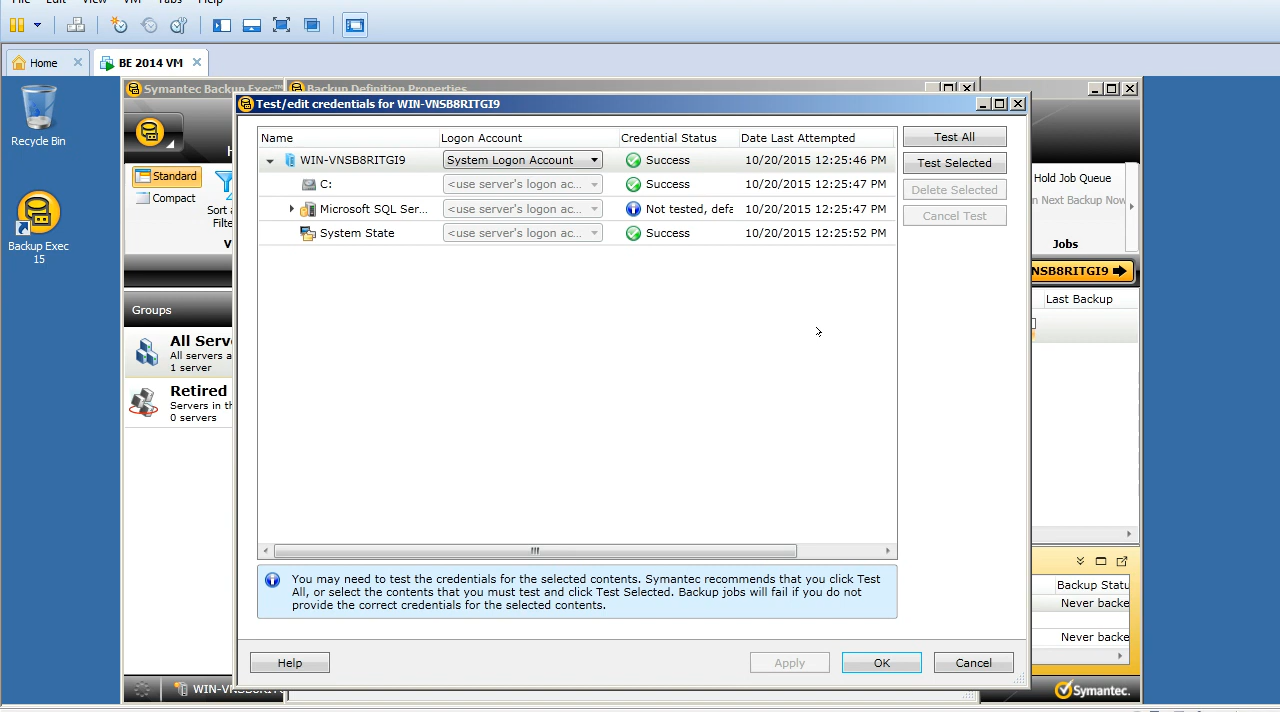 File Edit View VM Tabs Help
Home
BE 2014 VM
Recycle Bin
Backup Exec
15
Symantec Backup Exec™
Backup Definition Properties
Standard
Compact
Sort &
Filte
Groups
All Serv
All servers a
1 server
Retired
Servers in th
0 servers
Test/edit credentials for WIN-VNSB8RITGI9
Name Logon Account Credential Status Date Last Attempted
WIN-VNSB8RITGI9 System Logon Account Success 10/20/2015 12:25:46 PM
C: <use server's logon ac... Success 10/20/2015 12:25:47 PM
Microsoft SQL Ser... <use server's logon ac... Not tested, defa 10/20/2015 12:25:47 PM
System State <use server's logon ac... Success 10/20/2015 12:25:52 PM
Test All
Test Selected
Delete Selected
Cancel Test
You may need to test the credentials for the selected contents. Symantec recommends that you click Test
All, or select the contents that you must test and click Test Selected. Backup jobs will fail if you do not
provide the correct credentials for the selected contents.
Help
Apply
OK
Cancel
Hold Job Queue
n Next Backup Now
Jobs
NSB8RITGI9
Last Backup
Backup Statu
Never backe
Never backe
Symantec.